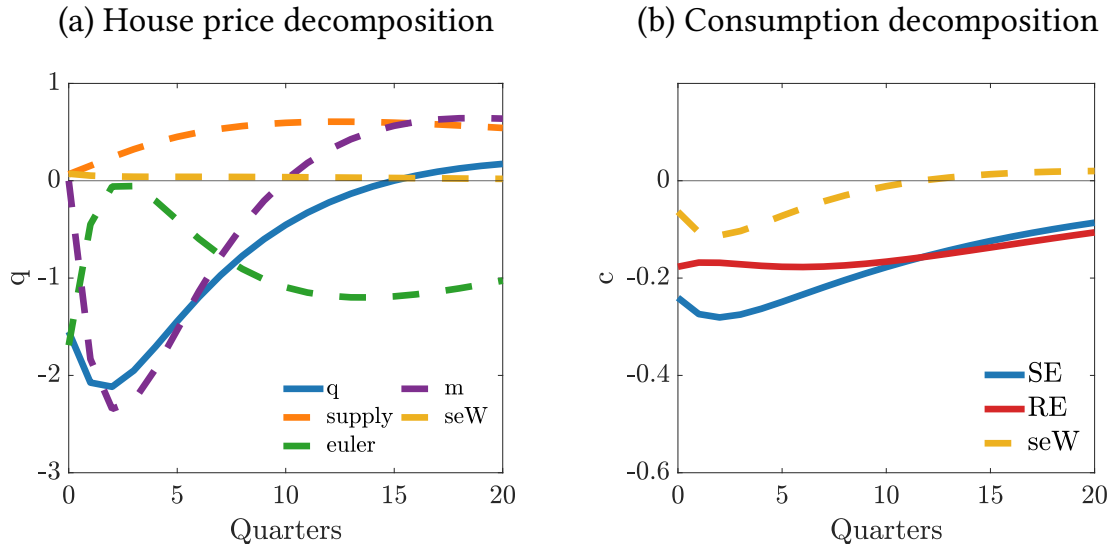 (a) House price decomposition
(b) Consumption decomposition
1
0
-1
-2
-3
q
0
5
10
15
20
Quarters
q
m
supply
seW
euler
0
-0.2
-0.4
-0.6
c
0
5
10
15
20
Quarters
SE
RE
seW